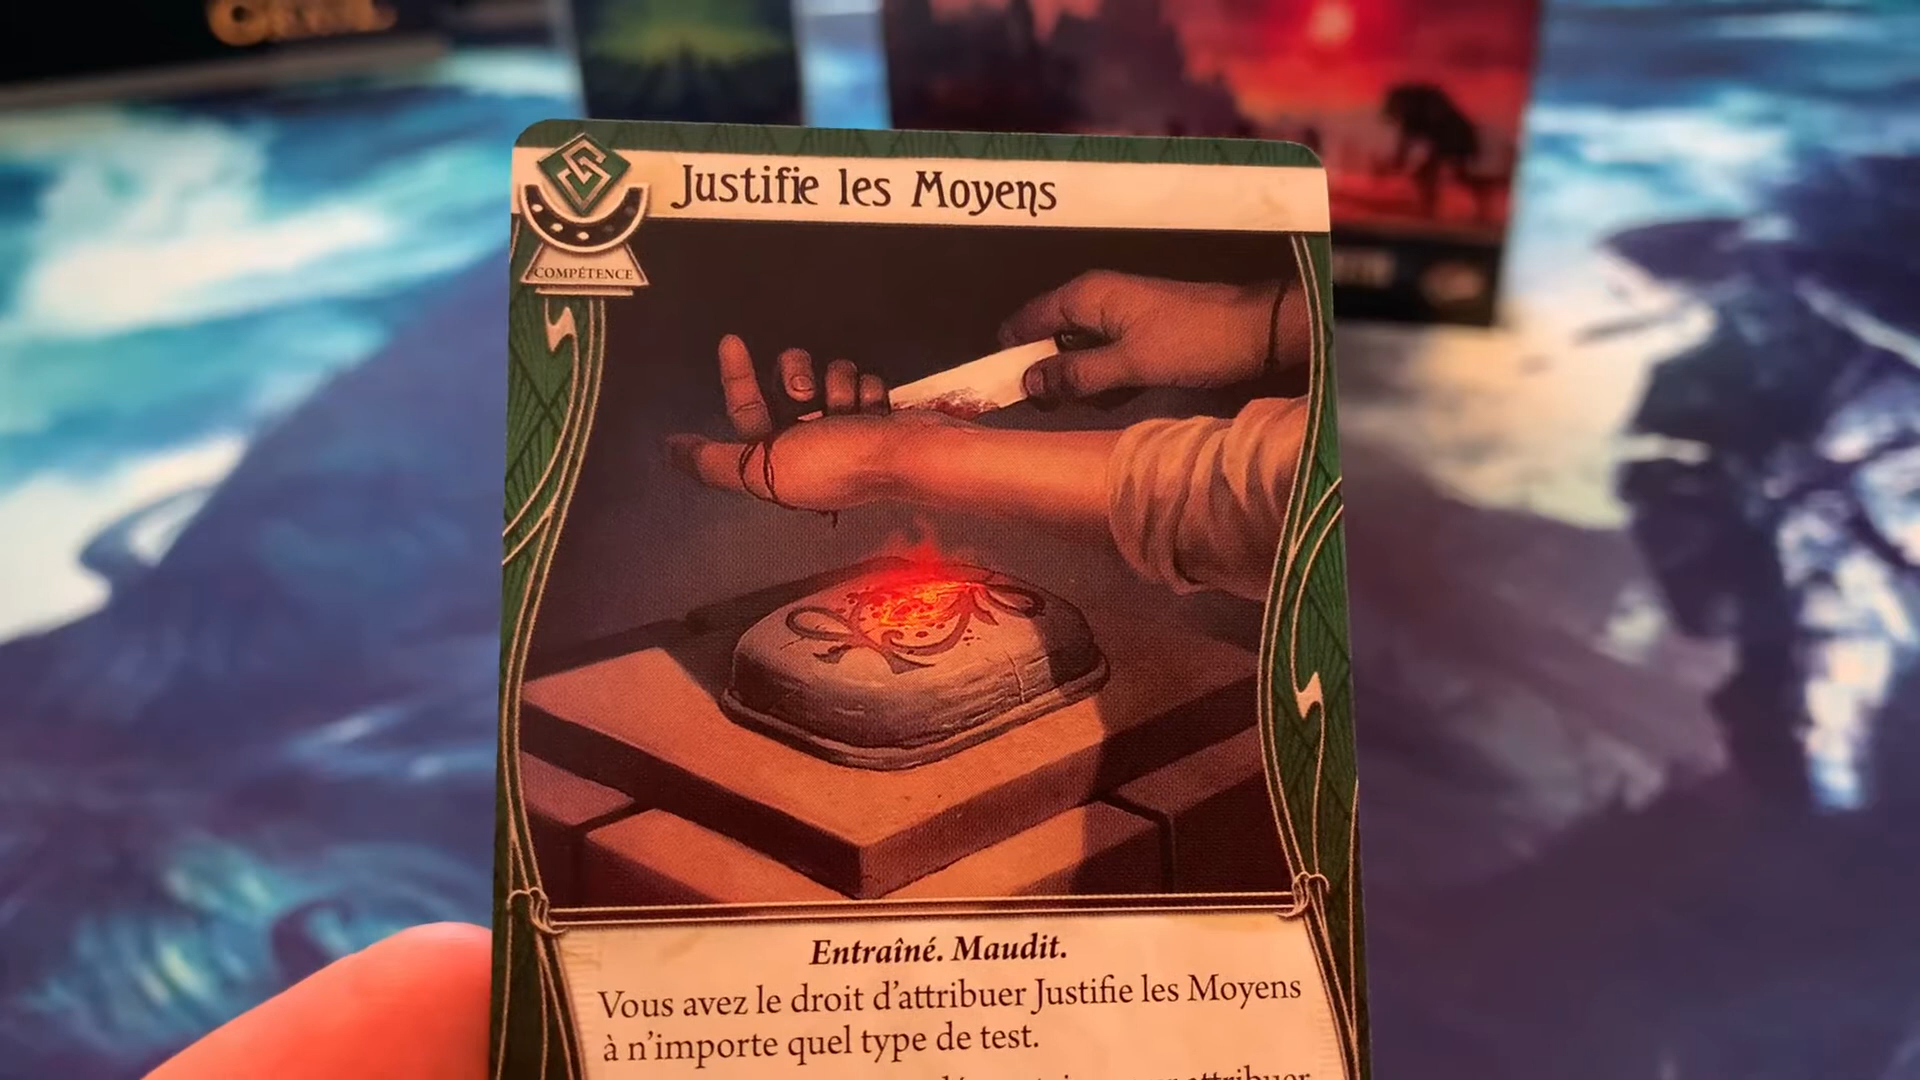 Justifie les Moyens
COMPÉTENCE
Entraîné. Maudit.
Vous avez le droit d'attribuer Justifie les Moyens
à n'importe quel type de test.
attribuer